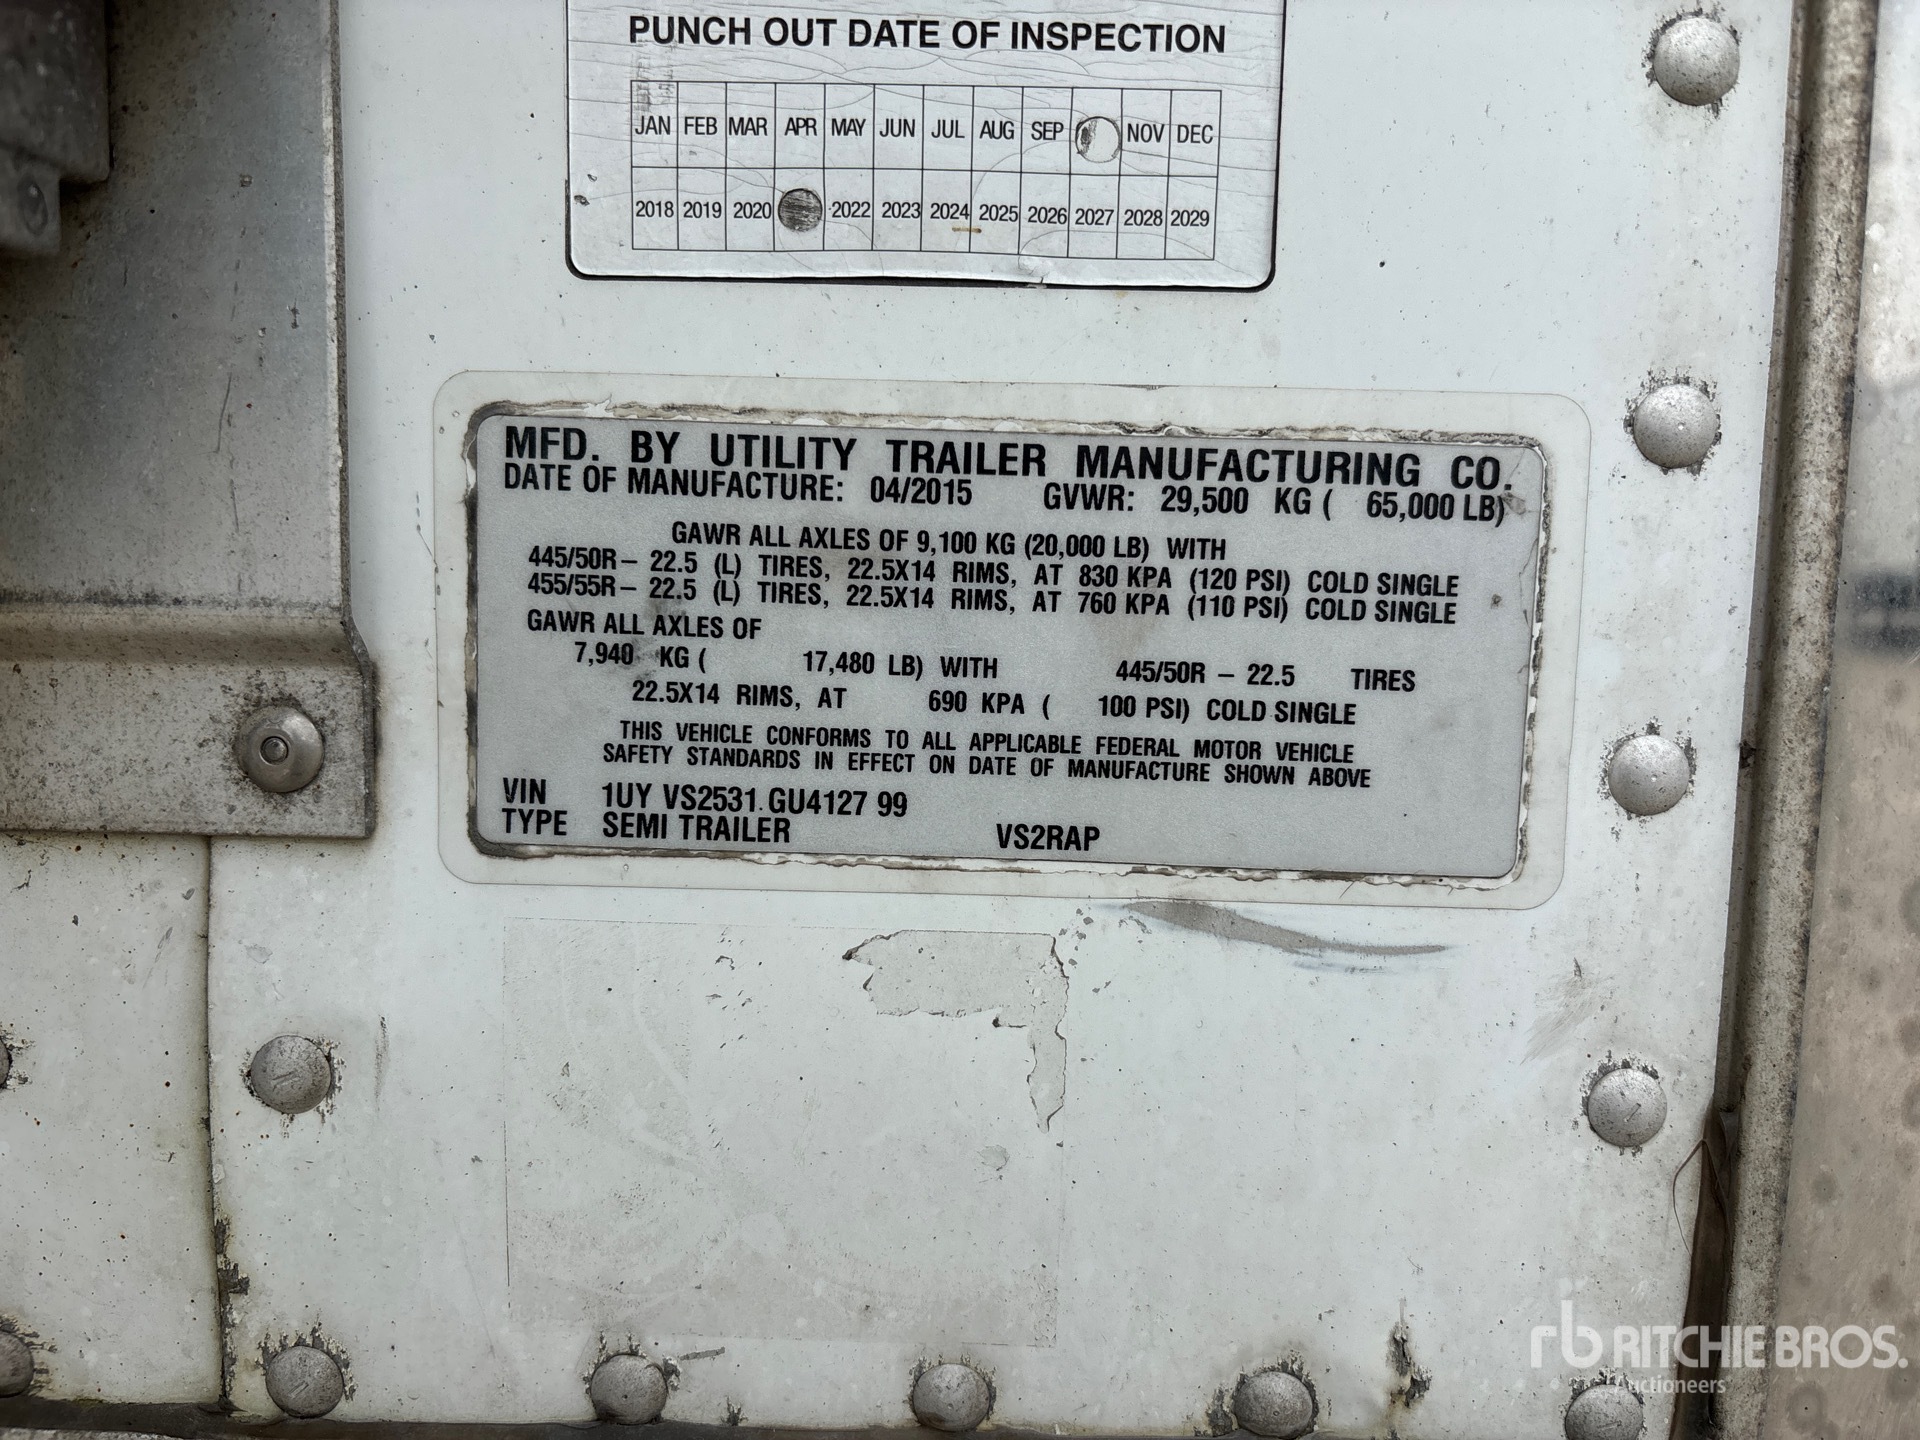 PUNCH OUT DATE OF INSPECTION
JAN FEB MAR APR MAY JUN JUL AUG SEP NOV DEC
2018 2019 2020 2022 2023 2024 2025 2026 2027 2028 2029
MFD. BY UTILITY TRAILER MANUFACTURING CO.
DATE OF MANUFACTURE: 04/2015 GVWR: 29,500 KG ( 65,000 LB)
GAWR ALL AXLES OF 9,100 KG (20,000 LB) WITH
445/50R– 22.5 (L) TIRES, 22.5X14 RIMS, AT 830 KPA (120 PSI) COLD SINGLE
455/55R– 22.5 (L) TIRES, 22.5X14 RIMS, AT 760 KPA (110 PSI) COLD SINGLE
GAWR ALL AXLES OF
7,940 KG ( 17,480 LB) WITH 445/50R – 22.5 TIRES
22.5X14 RIMS, AT 690 KPA ( 100 PSI) COLD SINGLE
THIS VEHICLE CONFORMS TO ALL APPLICABLE FEDERAL MOTOR VEHICLE
SAFETY STANDARDS IN EFFECT ON DATE OF MANUFACTURE SHOWN ABOVE
VIN 1UY VS2531 GU4127 99
TYPE SEMI TRAILER VS2RAP
rb RITCHIE BROS.
Auctioneers